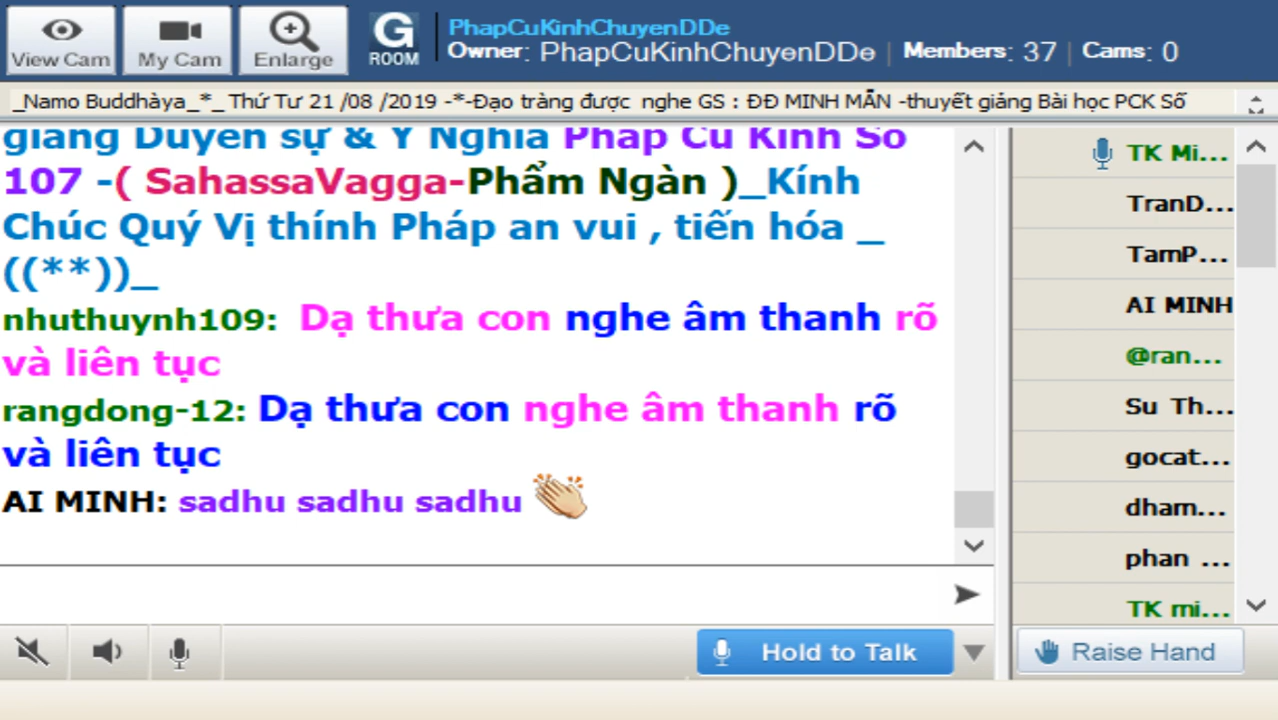 View Cam
My Cam
Enlarge
G
ROOM
PhapCuKinhChuyenDDe
Owner: PhapCuKinhChuyenDDe | Members: 37 | Cams: 0
_Namo Buddhàya_*_ Thứ Tư 21 /08 /2019 -*-Đạo tràng được nghe GS : ĐĐ MINH MẪN -thuyết giảng Bài học PCK Số
giảng Duyên sự & Ý Nghĩa Pháp Cú Kinh Số
107 -( SahassaVagga-Phẩm Ngàn )_Kính
Chúc Quý Vị thính Pháp an vui , tiến hóa _
((**))_
nhuthuynh109: Dạ thưa con nghe âm thanh rõ
và liên tục
rangdong-12: Dạ thưa con nghe âm thanh rõ
và liên tục
AI MINH: sadhu sadhu sadhu
TK Mi...
TranD...
TamP...
AI MINH
@ran...
Su Th...
gocat...
dham...
phan ...
TK mi...
Hold to Talk
Raise Hand